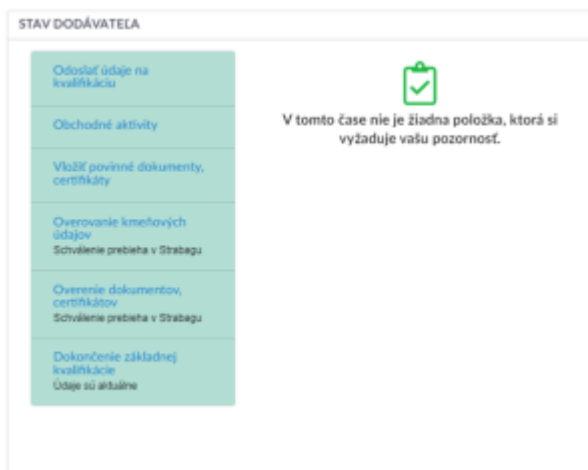 STAV DODÁVATEĽA
Odoslať údaje na
kvalifikáciu
Obchodné aktivity
Vložiť povinné dokumenty,
certifikáty
Overovanie kmeňových
údajov
Schválenie prebieha v Strabagu
Overenie dokumentov,
certifikátov
Schválenie prebieha v Strabagu
Dokončenie základnej
kvalifikácie
Údaje sú aktuálne
V tomto čase nie je žiadna položka, ktorá si
vyžaduje vašu pozornosť.